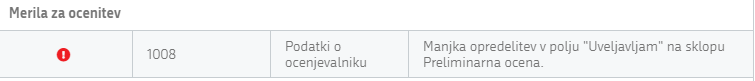 Merila za ocenitev
1008
Podatki o
ocenjevalniku
Manjka opredelitev v polju "Uveljavljam" na sklopu
Preliminarna ocena.